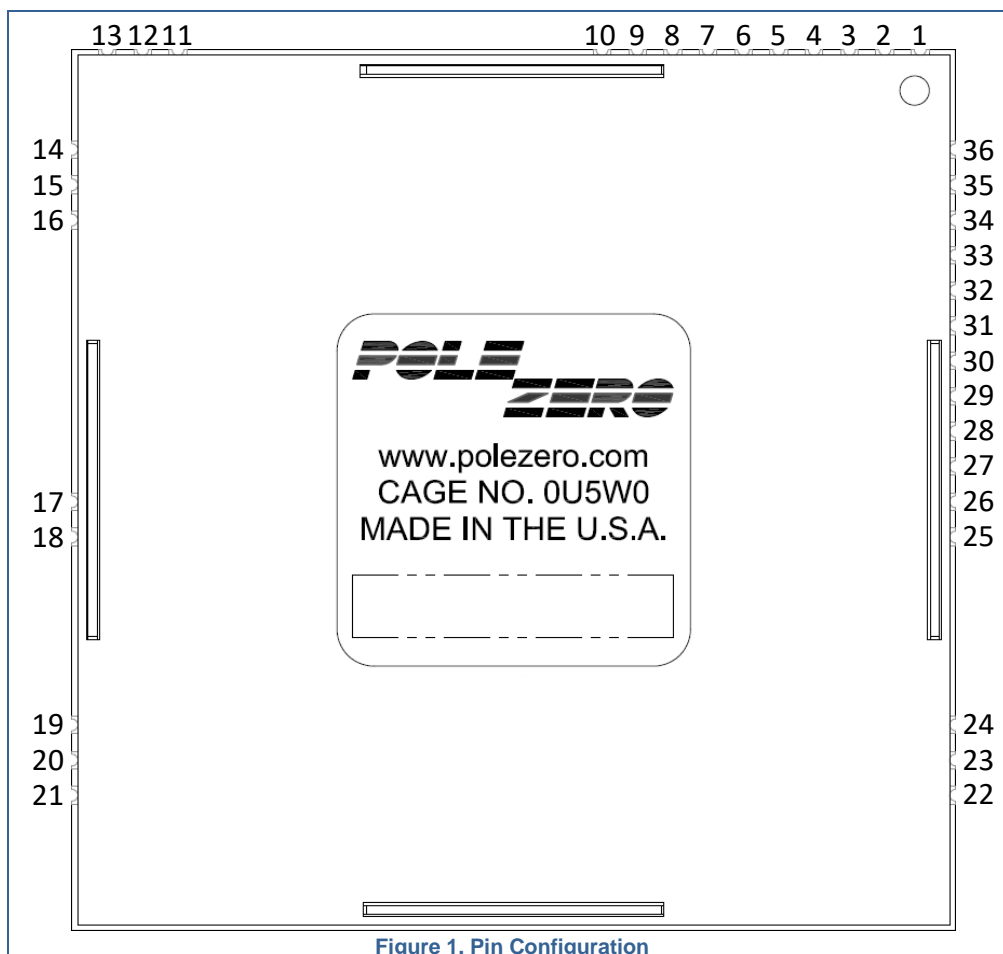 13 12 11 10 9 8 7 6 5 4 3 2 1
14 36
15 35
16 34
33
32
31
30
29
28
27
17 26
18 25
19 24
20 23
21 22
POLE
ZERO
www.polezero.com
CAGE NO. 0U5W0
MADE IN THE U.S.A.
Figure 1. Pin Configuration